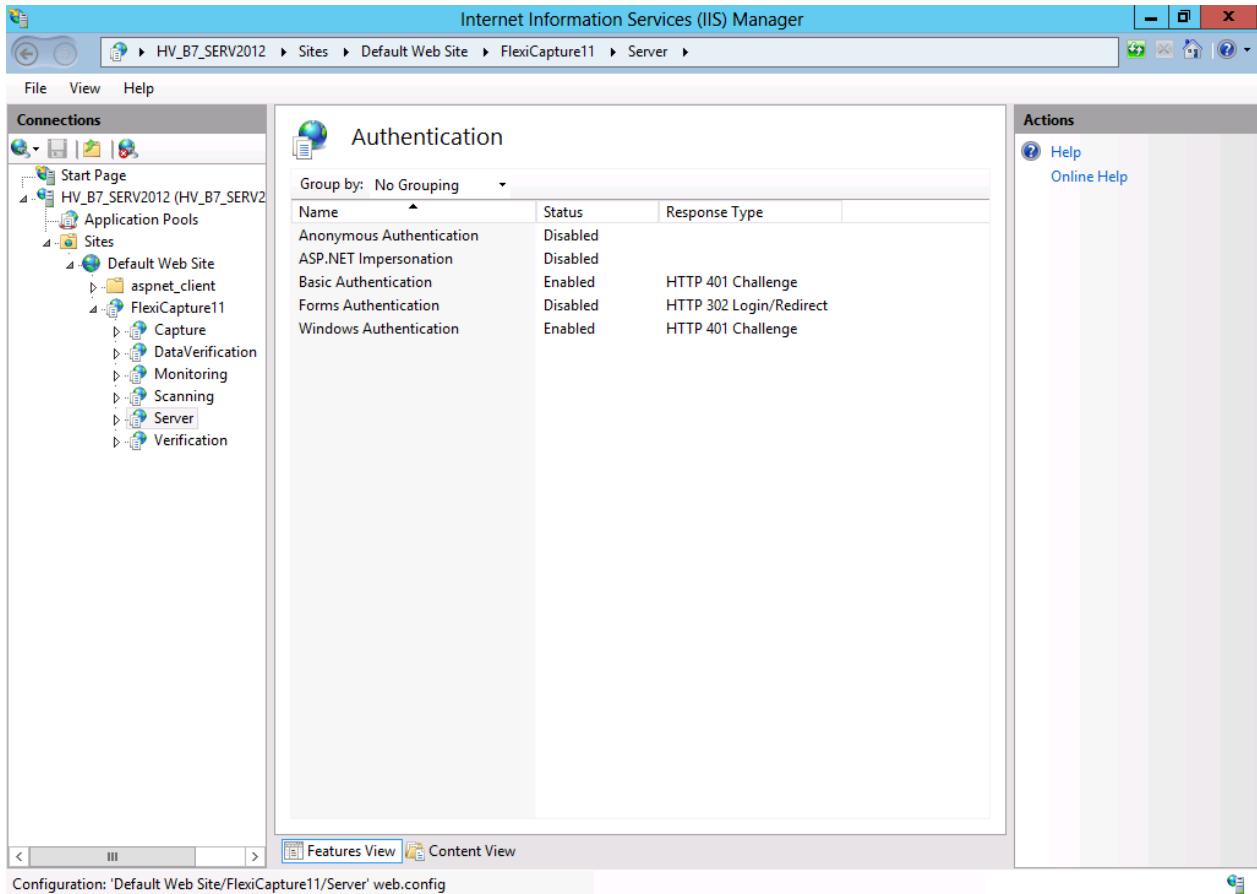 Internet Information Services (IIS) Manager
HV_B7_SERV2012 Sites Default Web Site FlexiCapture11 Server
File View Help
Connections
Start Page
HV_B7_SERV2012 (HV_B7_SERV2
Application Pools
Sites
Default Web Site
aspnet_client
FlexiCapture11
Capture
DataVerification
Monitoring
Scanning
Server
Verification
Authentication
Group by: No Grouping
Name Status Response Type
Anonymous Authentication Disabled
ASP.NET Impersonation Disabled
Basic Authentication Enabled HTTP 401 Challenge
Forms Authentication Disabled HTTP 302 Login/Redirect
Windows Authentication Enabled HTTP 401 Challenge
Features View Content View
Actions
Help
Online Help
Configuration: 'Default Web Site/FlexiCapture11/Server' web.config